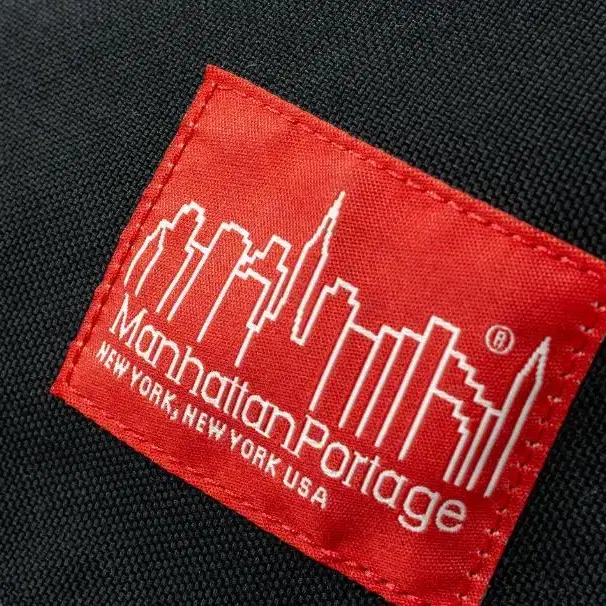 ®
ManhattanPortage
NEW YORK, NEW YORK USA